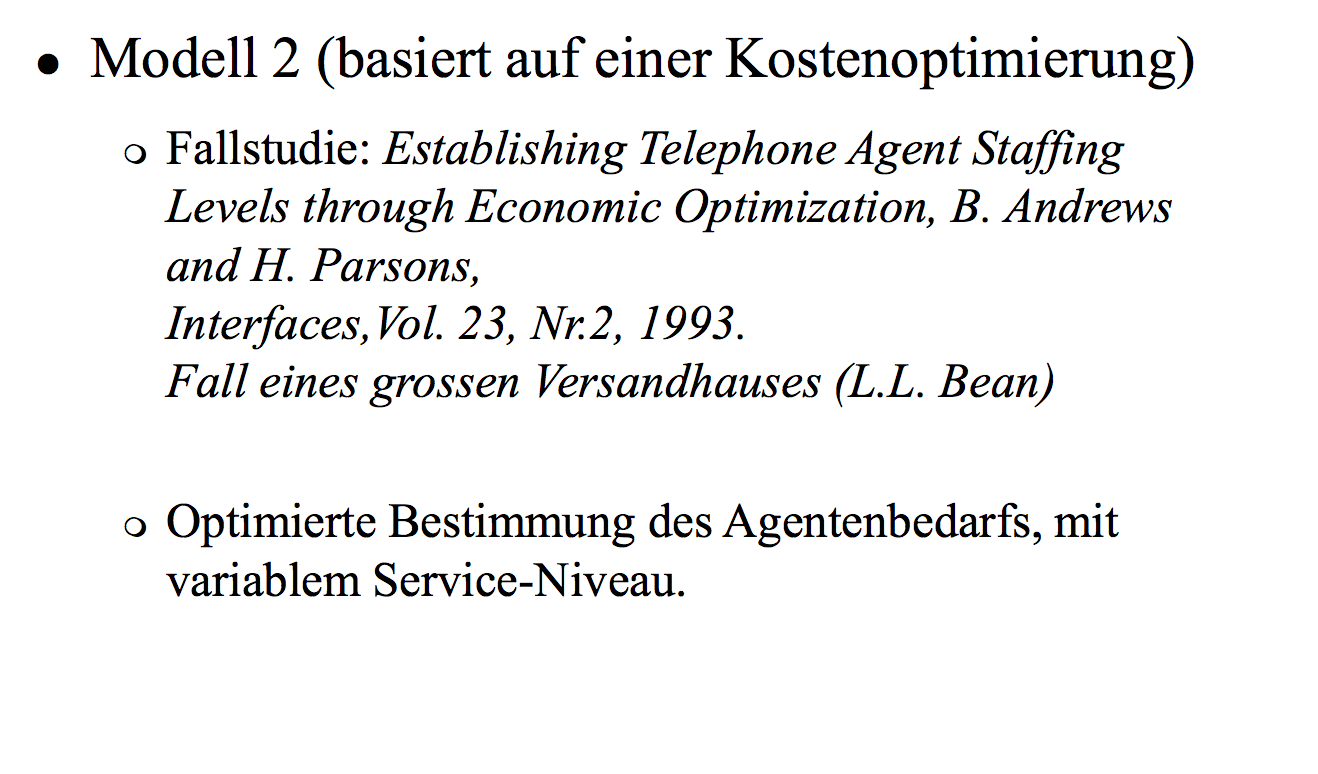 • Modell 2 (basiert auf einer Kostenoptimierung)
○ Fallstudie: Establishing Telephone Agent Staffing
Levels through Economic Optimization, B. Andrews
and H. Parsons,
Interfaces,Vol. 23, Nr.2, 1993.
Fall eines grossen Versandhauses (L.L. Bean)
○ Optimierte Bestimmung des Agentenbedarfs, mit
variablem Service-Niveau.